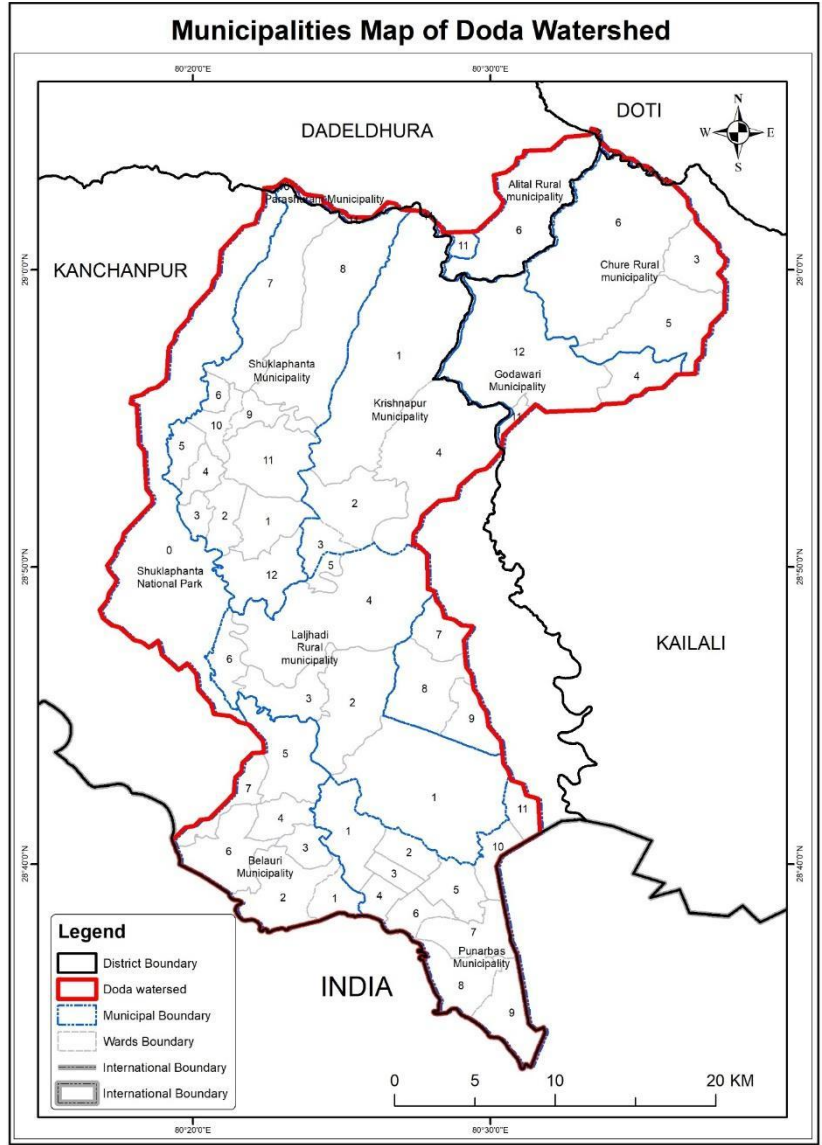 Municipalities Map of Doda Watershed
80°20'0"E
80°30'0"E
DOTI
DADELDHURA
N
W
E
S
Alital Rural
municipality
6
11
6
3
Chure Rural
municipality
5
KANCHANPUR
29°0'0"N
29°0'0"N
7
8
1
12
Godawari
Municipality
4
1
Shuklaphanta
Municipality
Krishnapur
Municipality
6
9
10
5
4
11
4
3
2
1
2
3
5
12
0
Shuklaphanta
National Park
28°50'0"N
28°50'0"N
4
Laljhadi
Rural
municipality
6
3
2
7
8
9
KAILALI
5
7
4
3
6
Belauri
Municipality
2
1
1
1
11
10
2
3
4
5
6
7
Punarbas
Municipality
8
9
28°40'0"N
28°40'0"N
INDIA
Legend
District Boundary
Doda watersed
Municipal Boundary
Wards Boundary
International Boundary
International Boundary
0
5
10
20 KM
80°20'0"E
80°30'0"E